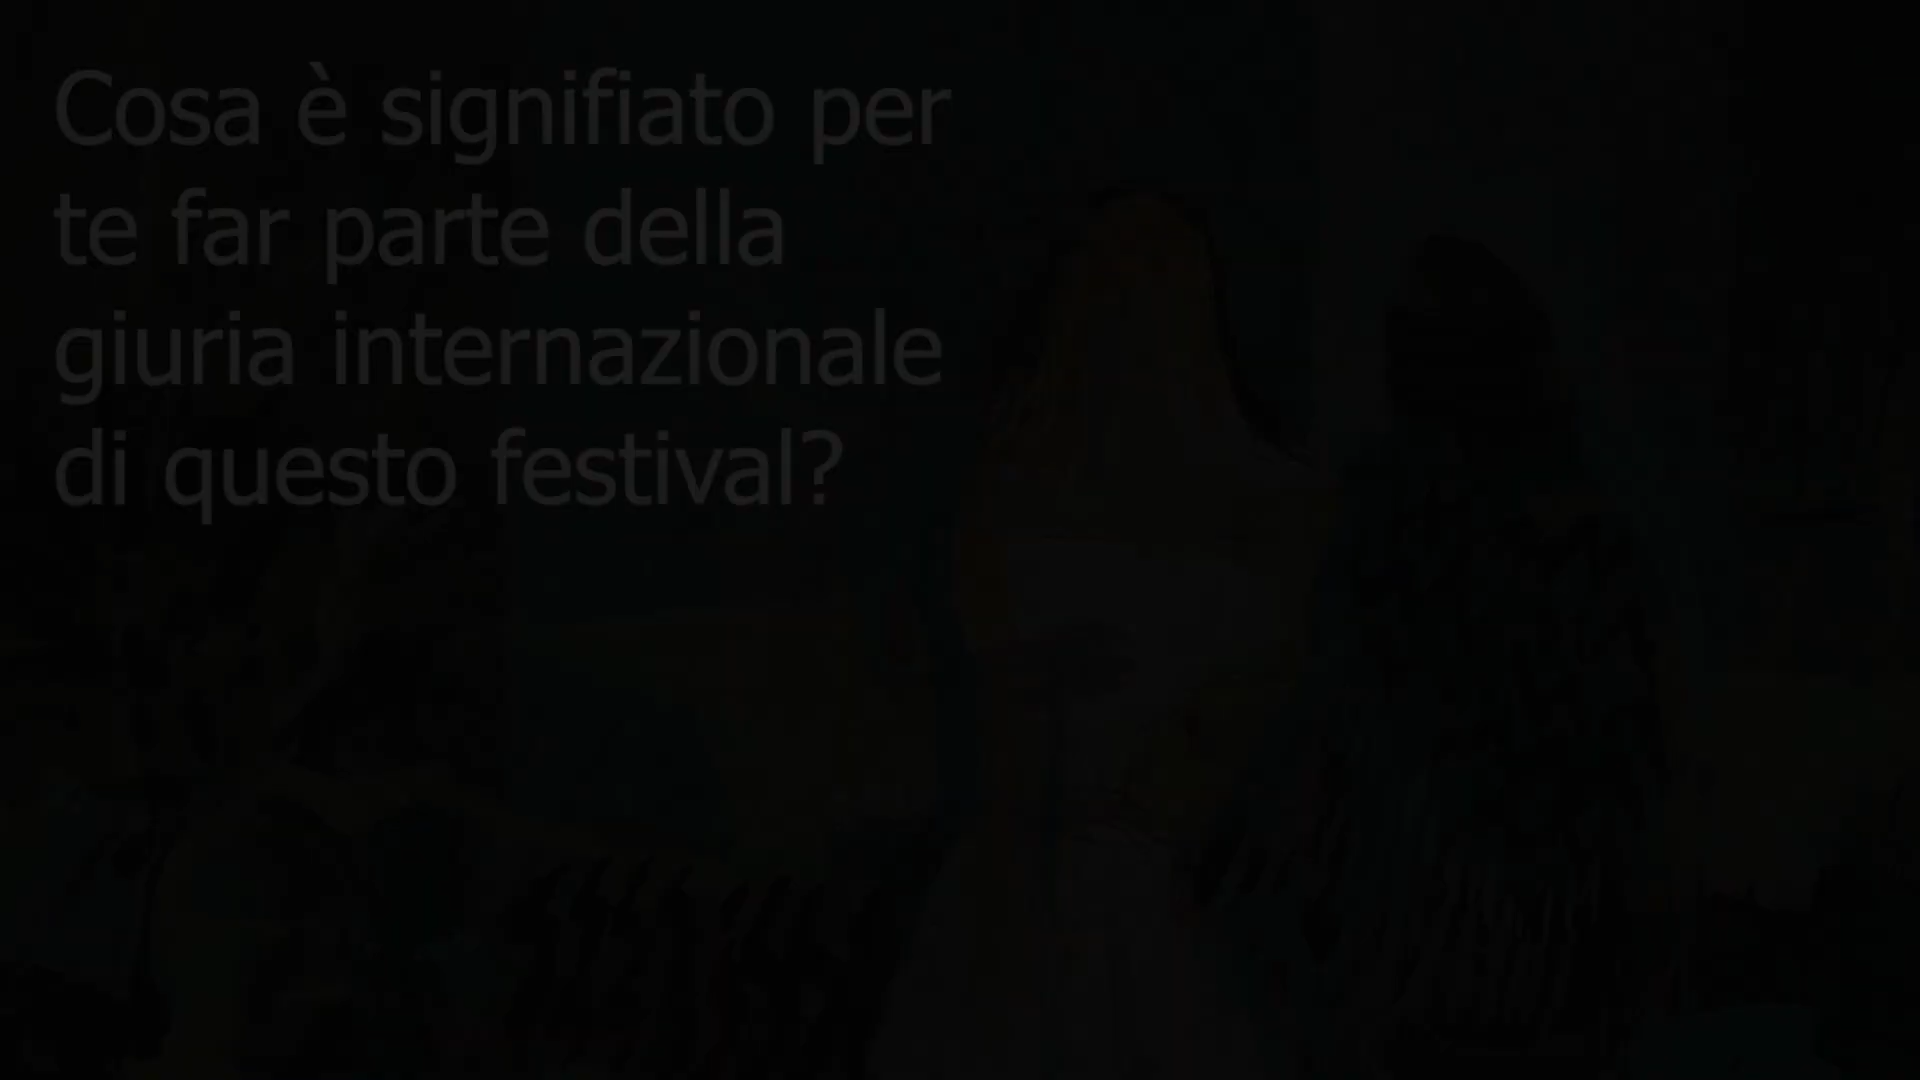 Cosa è signifiato per
te far parte della
giuria internazionale
di questo festival?